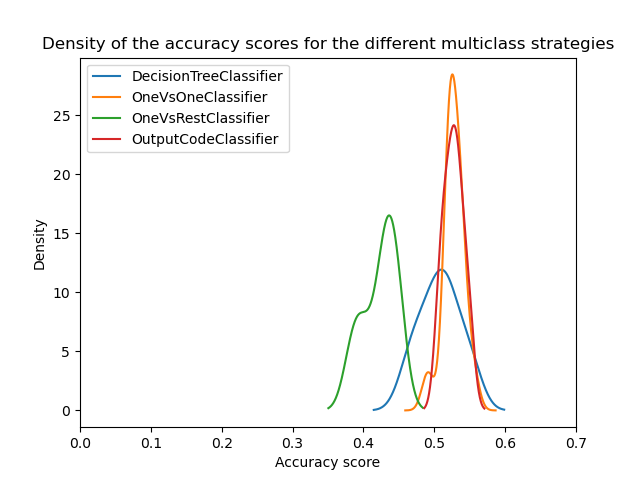 Density of the accuracy scores for the different multiclass strategies
DecisionTreeClassifier
OneVsOneClassifier
OneVsRestClassifier
OutputCodeClassifier
25
20
15
10
5
0
Density
0.0 0.1 0.2 0.3 0.4 0.5 0.6 0.7
Accuracy score